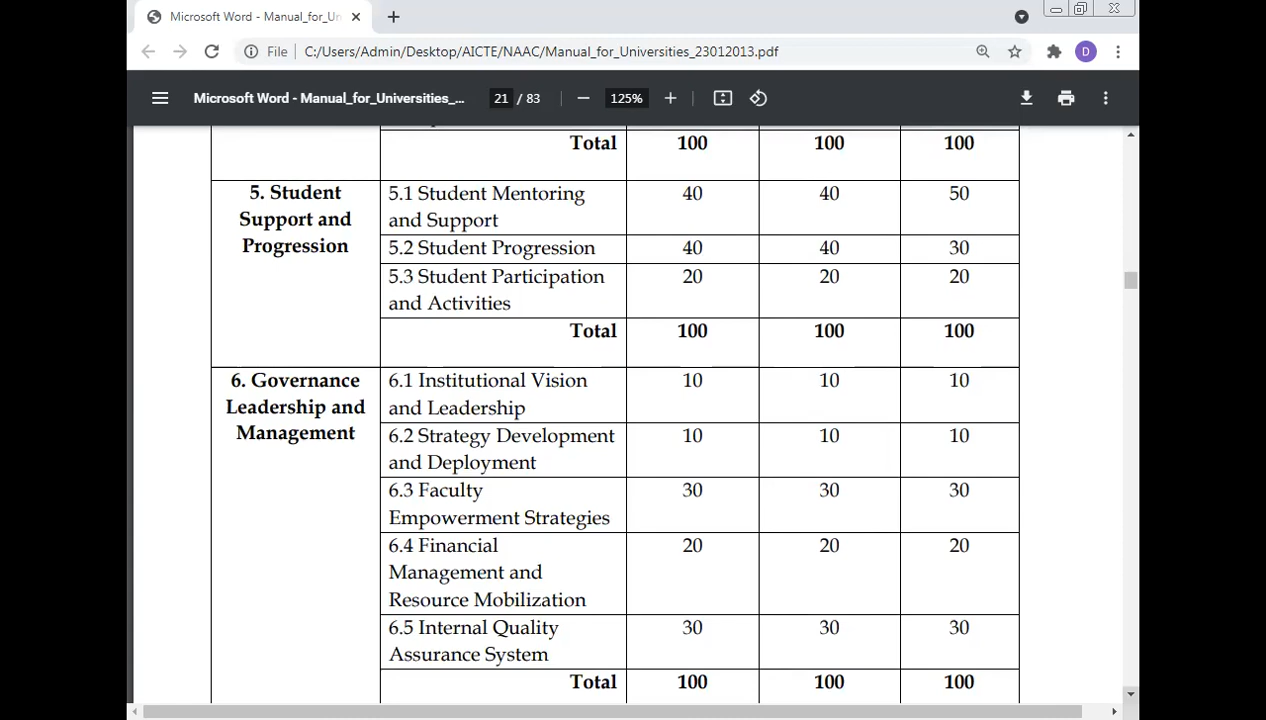 Microsoft Word - Manual_for_Un
File
C:/Users/Admin/Desktop/AICTE/NAAC/Manual_for_Universities_23012013.pdf
D
Microsoft Word - Manual_for_Universities_...
21 / 83
125%
Total 100 100 100
5. Student 5.1 Student Mentoring 40 40 50
Support and and Support
Progression 5.2 Student Progression 40 40 30
5.3 Student Participation 20 20 20
and Activities
Total 100 100 100
6. Governance 6.1 Institutional Vision 10 10 10
Leadership and and Leadership
Management 6.2 Strategy Development 10 10 10
and Deployment
6.3 Faculty 30 30 30
Empowerment Strategies
6.4 Financial 20 20 20
Management and
Resource Mobilization
6.5 Internal Quality 30 30 30
Assurance System
Total 100 100 100